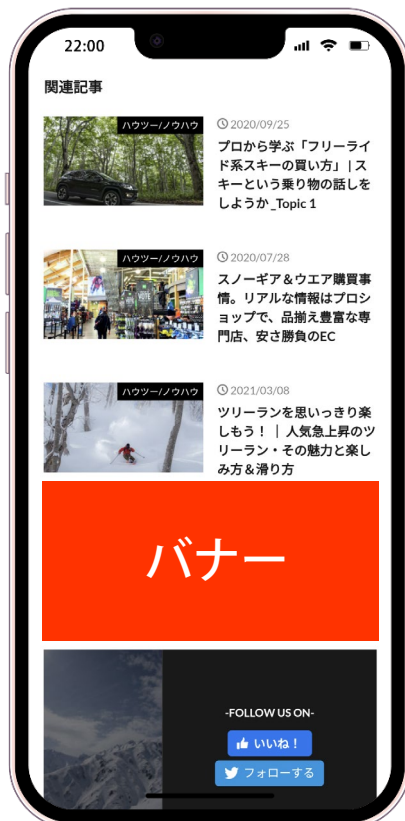 22:00
関連記事
ハウツー/ノウハウ
2020/09/25
プロから学ぶ「フリーライ
ド系スキーの買い方」|ス
キーという乗り物の話しを
しようか_Topic 1
ハウツー/ノウハウ
2020/07/28
スノーギア＆ウエア購買事
情。リアルな情報はプロシ
ョップで、品揃え豊富な専
門店、安さ勝負のEC
ハウツー/ノウハウ
2021/03/08
ツリーランを思いっきり楽
しもう！｜人気急上昇のツ
リーラン・その魅力と楽し
み方＆滑り方
バナー
-FOLLOW US ON-
いいね！
フォローする